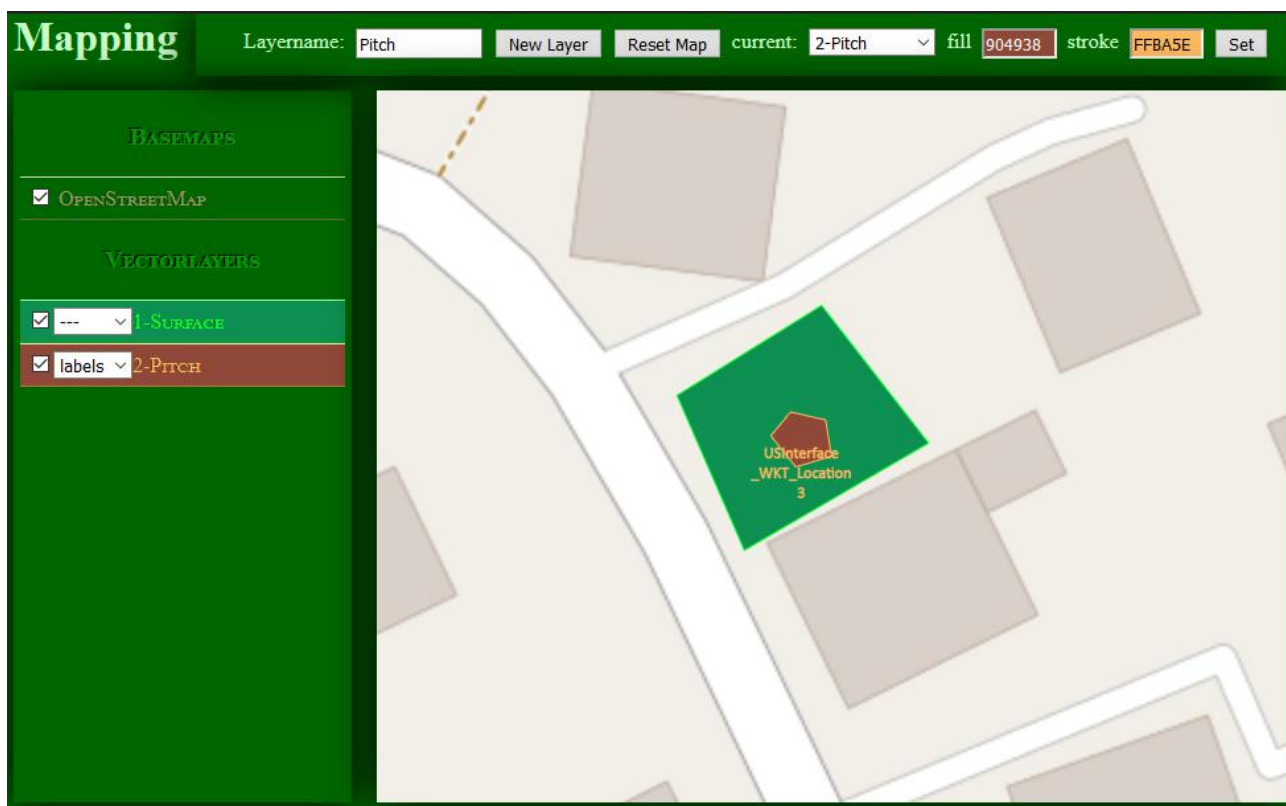 Mapping
Layername: Pitch New Layer Reset Map current: 2-Pitch fill 904938 stroke FFBA5E Set
Basemaps
OpenStreetMap
Vectorlayers
--- 1-Surface
labels 2-Pitch
USInterface
_WKT_Location
3